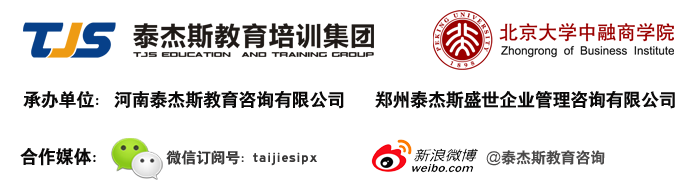 TJS 泰杰斯教育培训集团
TJS EDUCATION AND TRAINING GROUP
PEKING UNIVERSITY 1898
北京大学中融商学院
Zhongrong of Business Institute
承办单位: 河南泰杰斯教育咨询有限公司 郑州泰杰斯盛世企业管理咨询有限公司
合作媒体: 微信订阅号: taijiesipx 新浪微博 weibo.com @泰杰斯教育咨询